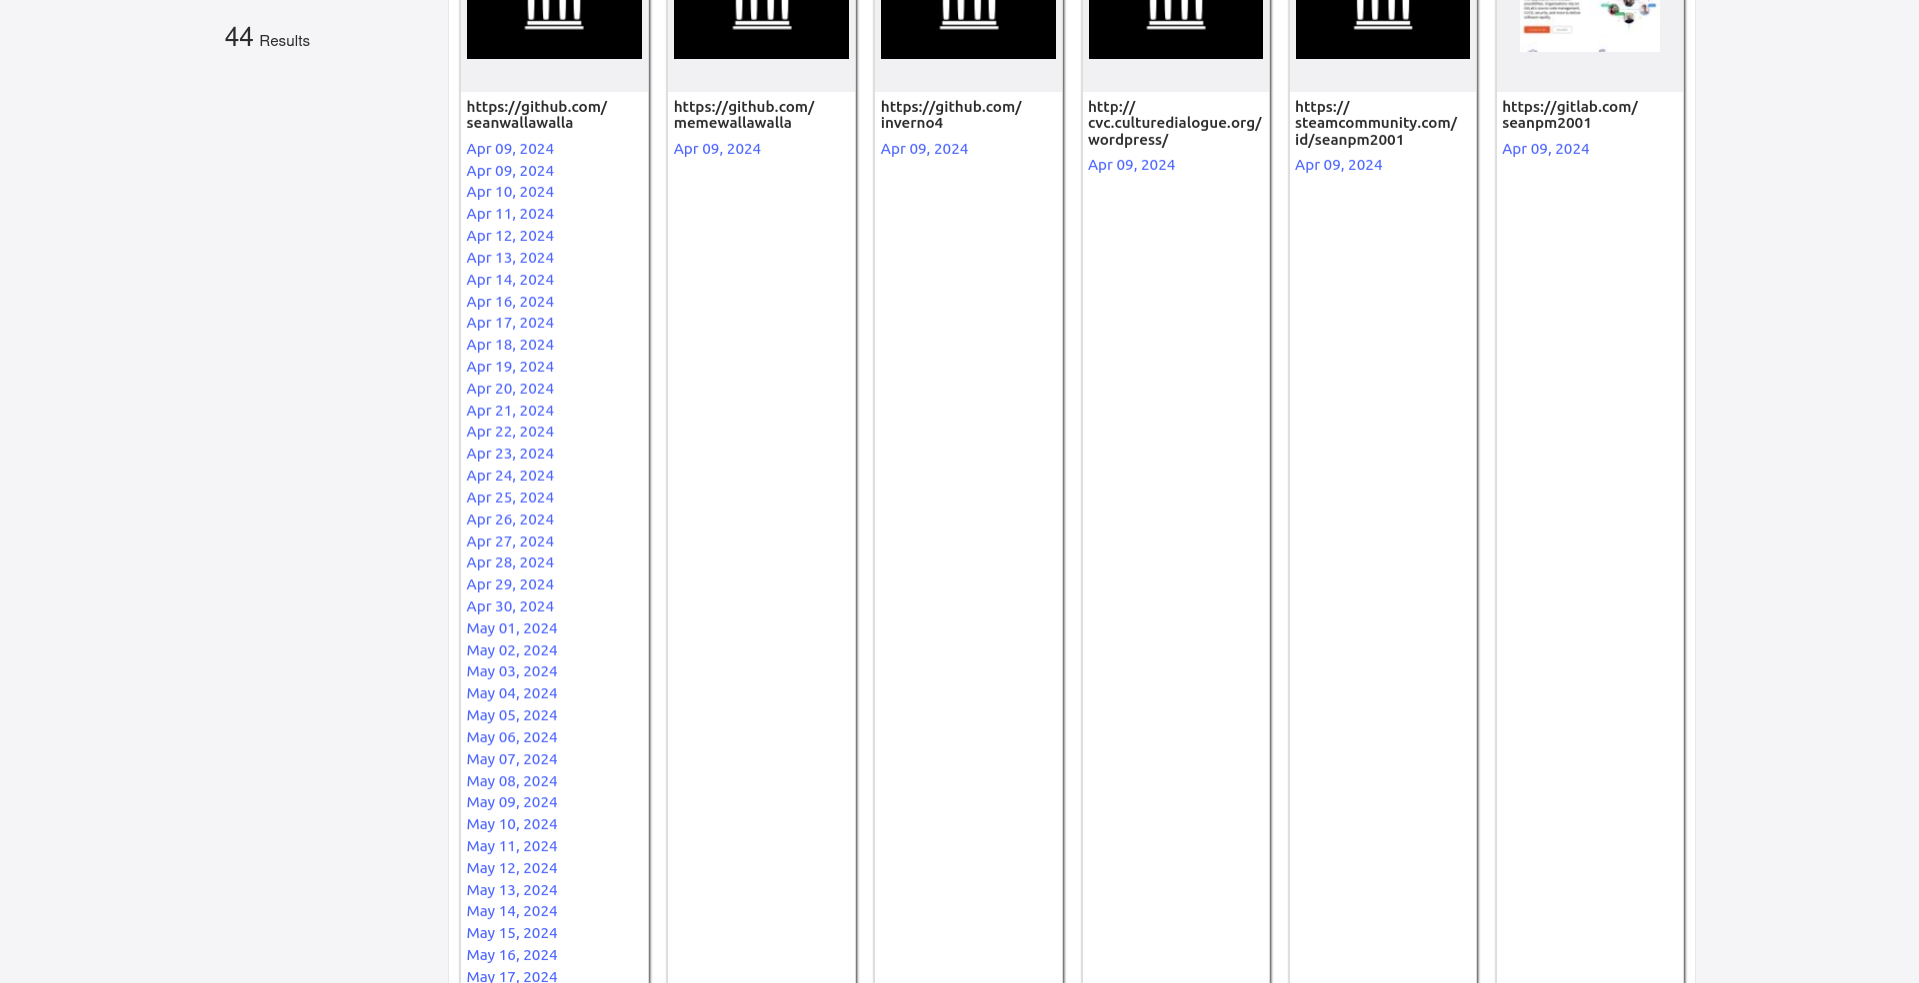 44 Results
https://github.com/
seanwallawalla
Apr 09, 2024
Apr 09, 2024
Apr 10, 2024
Apr 11, 2024
Apr 12, 2024
Apr 13, 2024
Apr 14, 2024
Apr 16, 2024
Apr 17, 2024
Apr 18, 2024
Apr 19, 2024
Apr 20, 2024
Apr 21, 2024
Apr 22, 2024
Apr 23, 2024
Apr 24, 2024
Apr 25, 2024
Apr 26, 2024
Apr 27, 2024
Apr 28, 2024
Apr 29, 2024
Apr 30, 2024
May 01, 2024
May 02, 2024
May 03, 2024
May 04, 2024
May 05, 2024
May 06, 2024
May 07, 2024
May 08, 2024
May 09, 2024
May 10, 2024
May 11, 2024
May 12, 2024
May 13, 2024
May 14, 2024
May 15, 2024
May 16, 2024
May 17, 2024
https://github.com/
memewallawalla
Apr 09, 2024
https://github.com/
inverno4
Apr 09, 2024
http://
cvc.culturedialogue.org/
wordpress/
Apr 09, 2024
https://
steamcommunity.com/
id/seanpm2001
Apr 09, 2024
https://gitlab.com/
seanpm2001
Apr 09, 2024